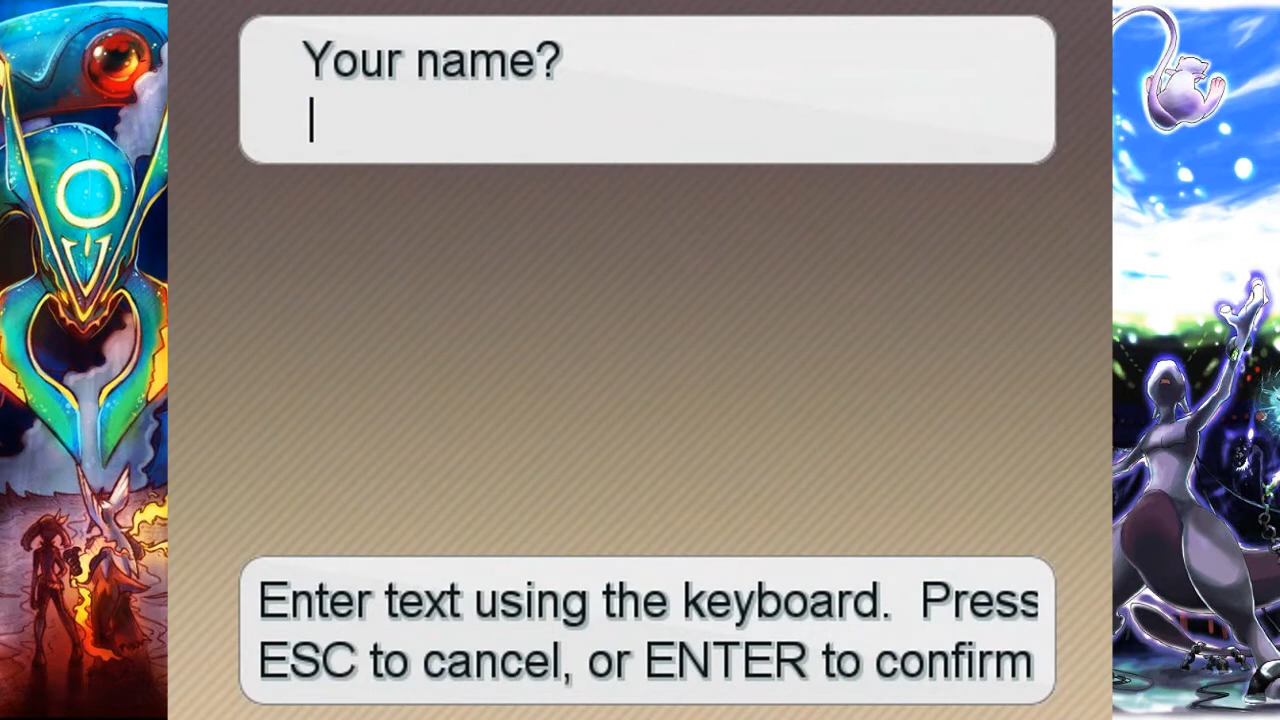 Your name?
Enter text using the keyboard.  Press
ESC to cancel, or ENTER to confirm